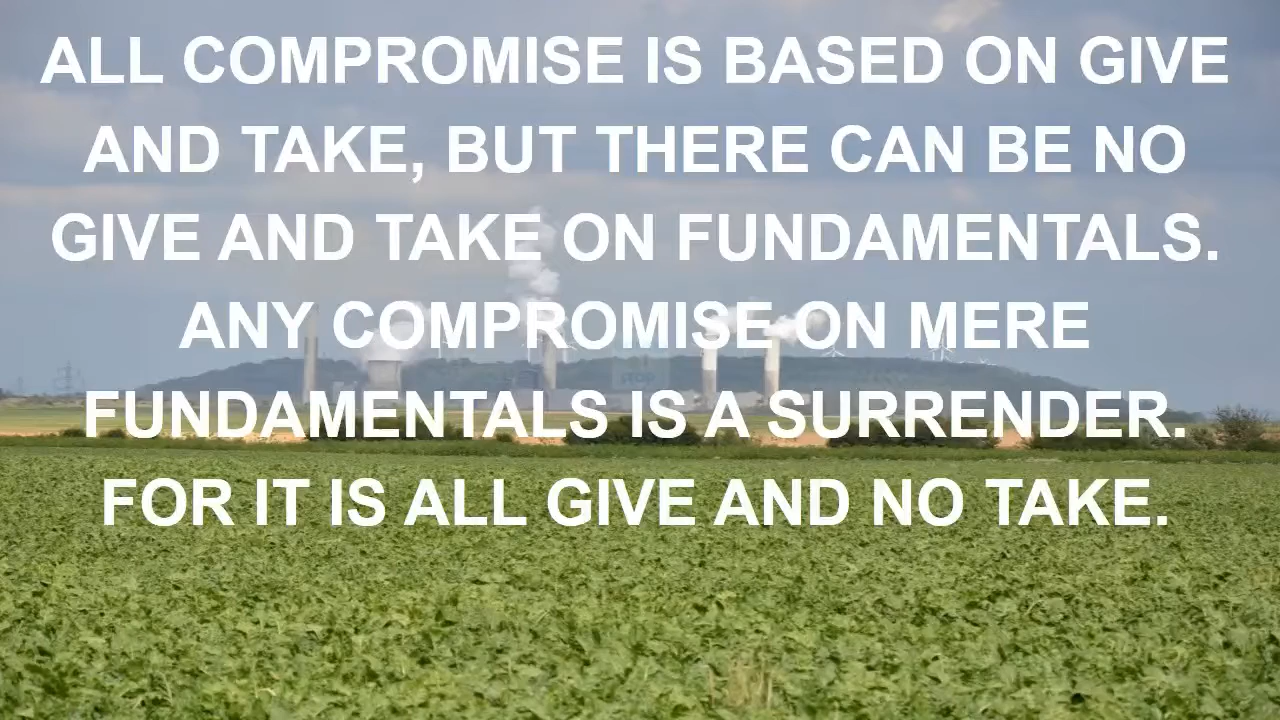 ALL COMPROMISE IS BASED ON GIVE
AND TAKE, BUT THERE CAN BE NO
GIVE AND TAKE ON FUNDAMENTALS.
ANY COMPROMISE ON MERE
FUNDAMENTALS IS A SURRENDER.
FOR IT IS ALL GIVE AND NO TAKE.